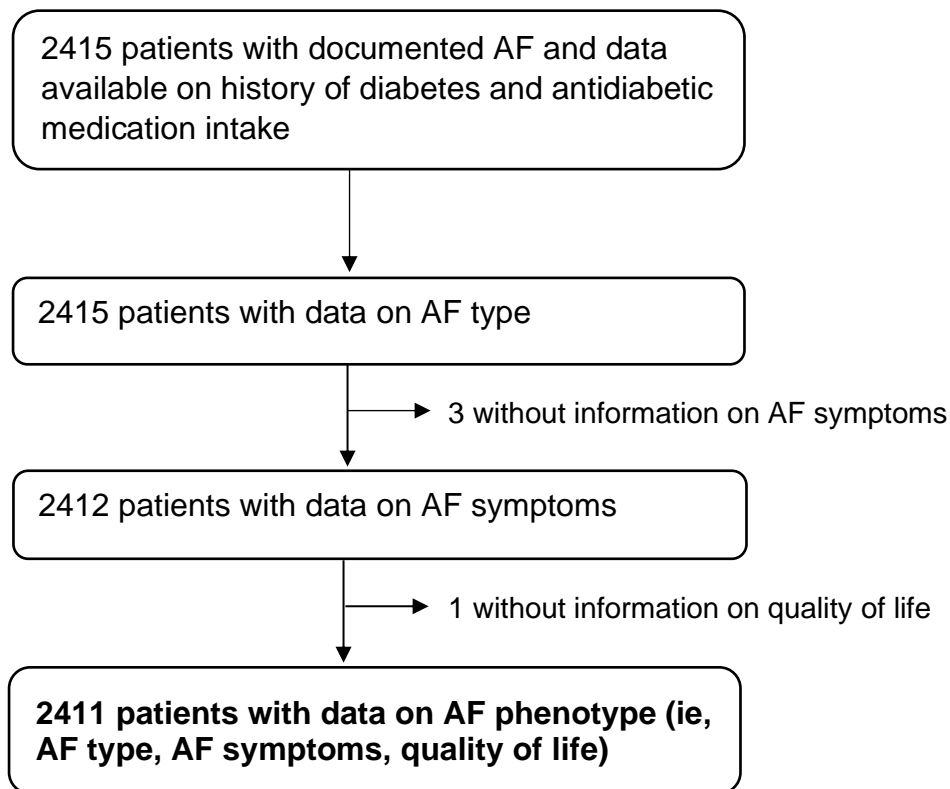 2415 patients with documented AF and data
available on history of diabetes and antidiabetic
medication intake
2415 patients with data on AF type
3 without information on AF symptoms
2412 patients with data on AF symptoms
1 without information on quality of life
2411 patients with data on AF phenotype (ie,
AF type, AF symptoms, quality of life)